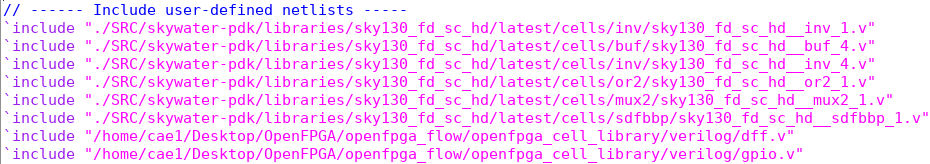 // ------ Include user-defined netlists -----
`include "./SRC/skywater-pdk/libraries/sky130_fd_sc_hd/latest/cells/inv/sky130_fd_sc_hd__inv_1.v"
`include "./SRC/skywater-pdk/libraries/sky130_fd_sc_hd/latest/cells/buf/sky130_fd_sc_hd__buf_4.v"
`include "./SRC/skywater-pdk/libraries/sky130_fd_sc_hd/latest/cells/inv/sky130_fd_sc_hd__inv_4.v"
`include "./SRC/skywater-pdk/libraries/sky130_fd_sc_hd/latest/cells/or2/sky130_fd_sc_hd__or2_1.v"
`include "./SRC/skywater-pdk/libraries/sky130_fd_sc_hd/latest/cells/mux2/sky130_fd_sc_hd__mux2_1.v"
`include "./SRC/skywater-pdk/libraries/sky130_fd_sc_hd/latest/cells/sdfbbp/sky130_fd_sc_hd__sdfbbp_1.v"
`include "/home/cae1/Desktop/OpenFPGA/openfpga_flow/openfpga_cell_library/verilog/dff.v"
`include "/home/cae1/Desktop/OpenFPGA/openfpga_flow/openfpga_cell_library/verilog/gpio.v"